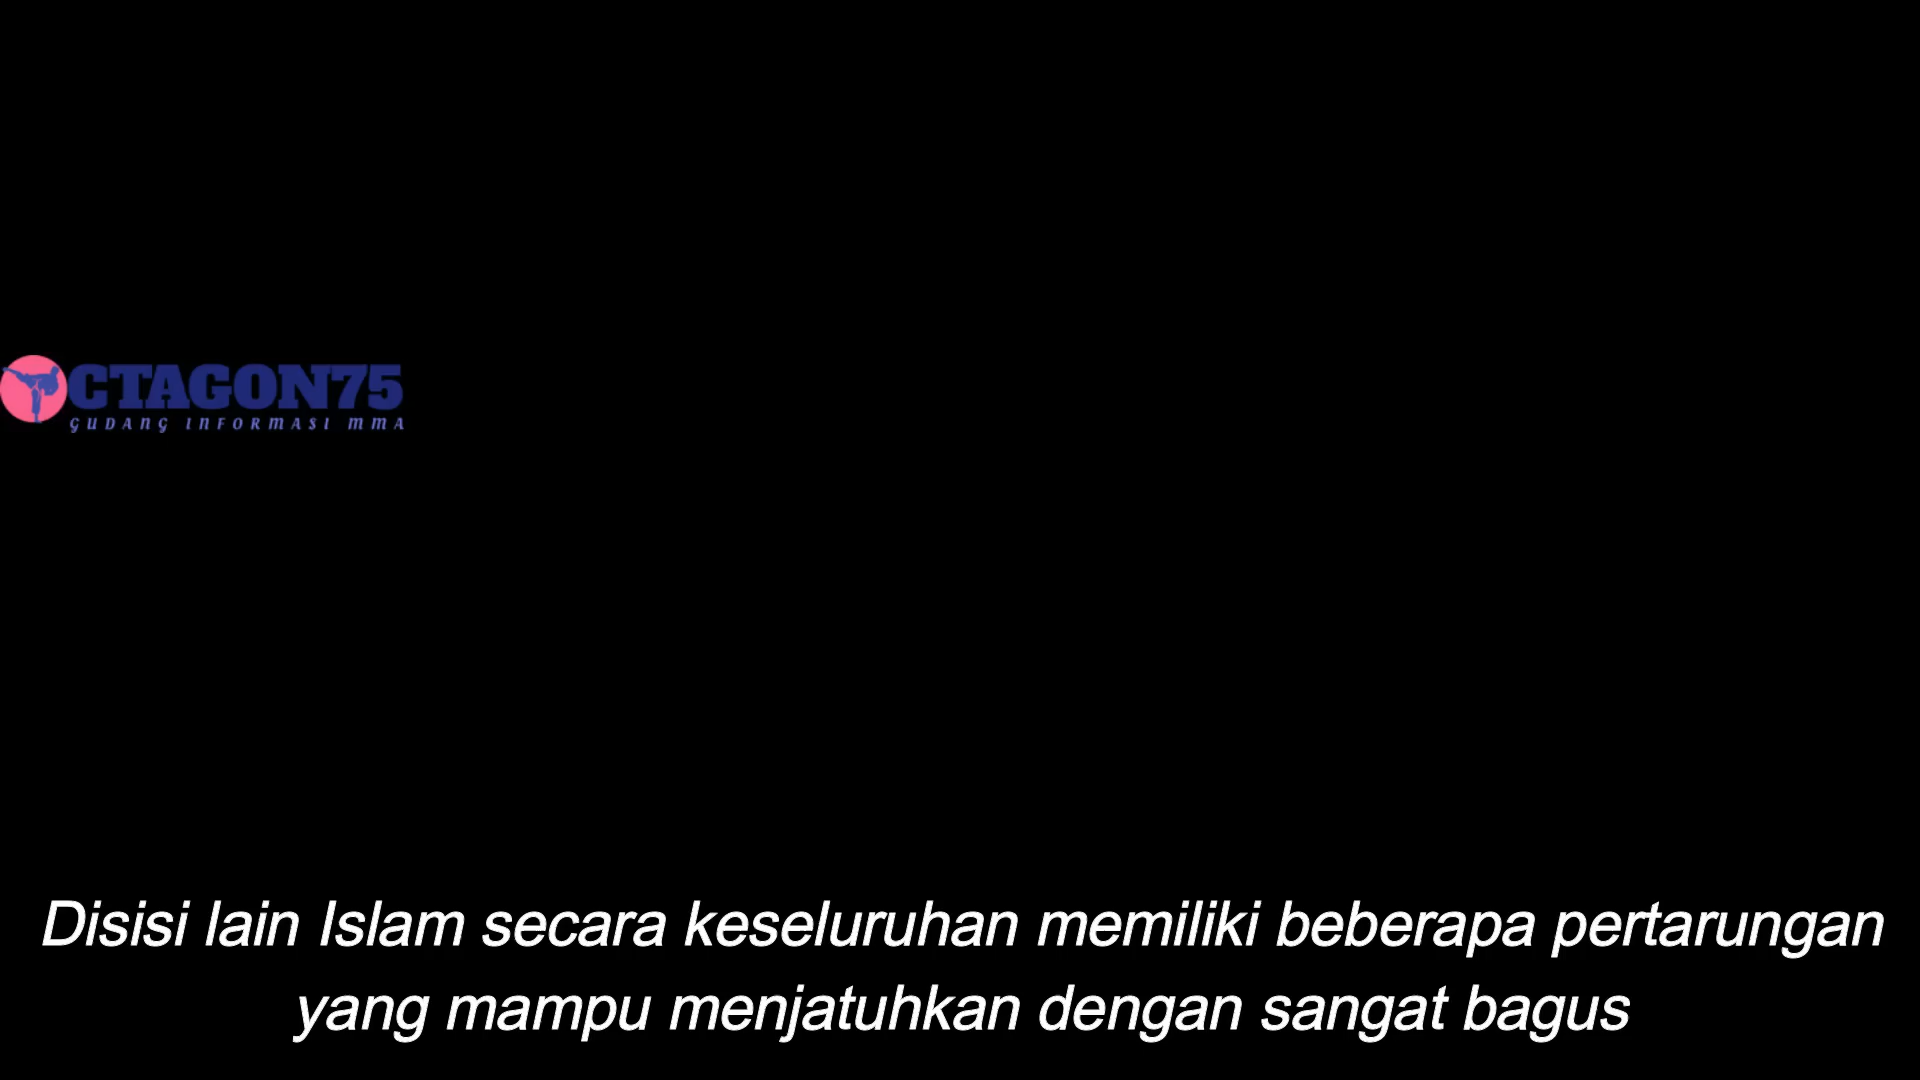 OCTAGON75
GUDANG INFORMASI MMA
Disisi lain Islam secara keseluruhan memiliki beberapa pertarungan
yang mampu menjatuhkan dengan sangat bagus